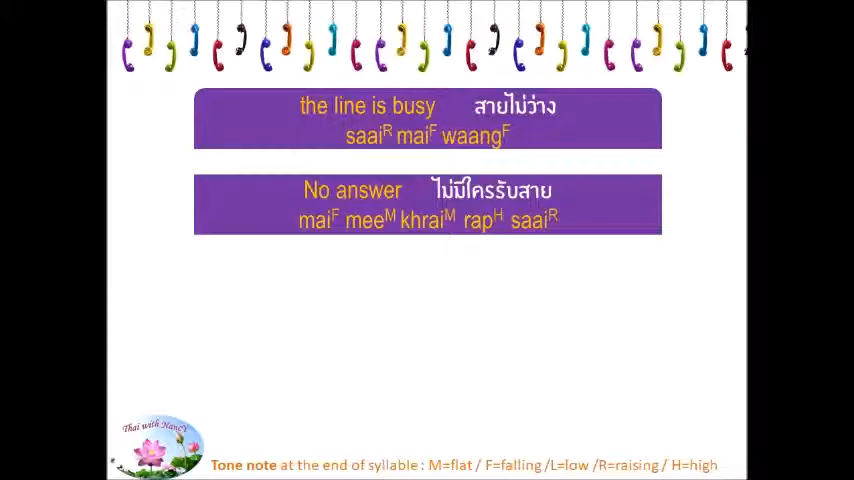 the line is busy สายไม่ว่าง
saaiR maiF waangF
No answer ไม่มีใครรับสาย
maiF meeM khraiM rapH saaiR
Thai with NancY
Tone note at the end of syllable : M=flat / F=falling /L=low /R=raising / H=high